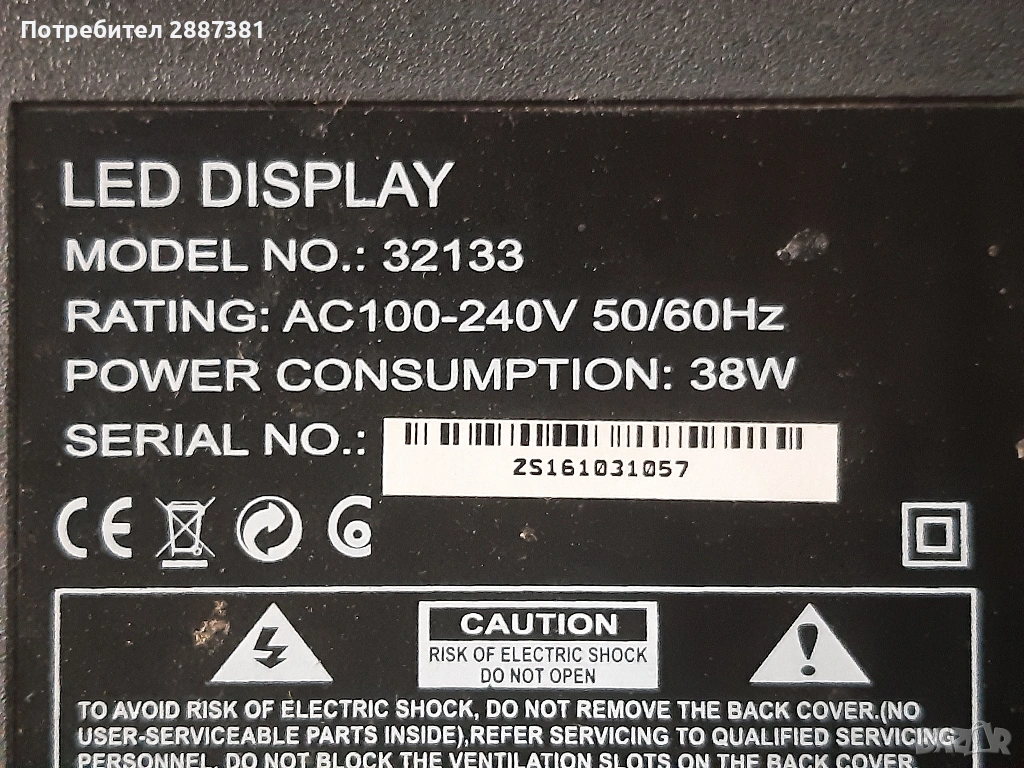 Потребител 2887381
LED DISPLAY
MODEL NO.: 32133
RATING: AC100-240V 50/60Hz
POWER CONSUMPTION: 38W
SERIAL NO.:
ZS161031057
CE
CAUTION
RISK OF ELECTRIC SHOCK
DO NOT OPEN
TO AVOID RISK OF ELECTRIC SHOCK, DO NOT REMOVE THE BACK COVER.(NO
USER-SERVICEABLE PARTS INSIDE),REFER SERVICING TO QUALIFIED SERVICING
PERSONNEL. DO NOT BLOCK THE VENTILATION SLOTS ON THE BACK COVER.
BAZAR